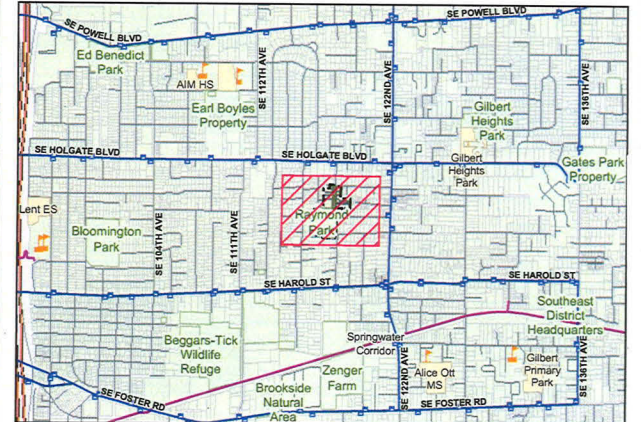 SE POWELL BLVD
SE POWELL BLVD
Ed Benedict
Park
AIM HS
SE 112TH AVE
SE 122ND AVE
SE 136TH AVE
Earl Boyles
Property
Gilbert
Heights
Park
SE HOLGATE BLVD
SE HOLGATE BLVD
Gilbert
Heights
Park
Gates Park
Property
Lent ES
Raymond
Park
Bloomington
Park
SE 104TH AVE
SE 111TH AVE
SE HAROLD ST
SE HAROLD ST
Southeast
District
Headquarters
Beggars-Tick
Wildlife
Refuge
Springwater
Corridor
Zenger
Farm
SE 122ND AVE
Alice Ott
MS
Gilbert
Primary
Park
SE 136TH AVE
Brookside
Natural
Area
SE FOSTER RD
SE FOSTER RD